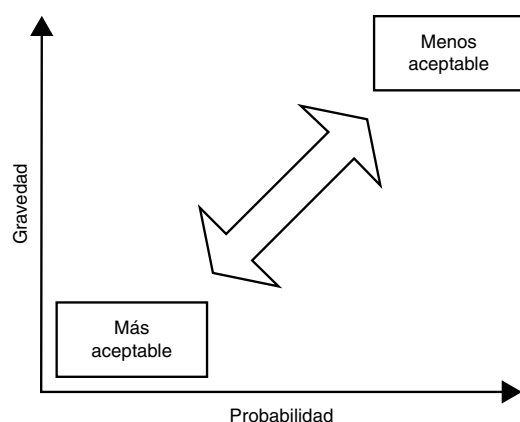 Menos
aceptable
Gravedad
Más
aceptable
Probabilidad